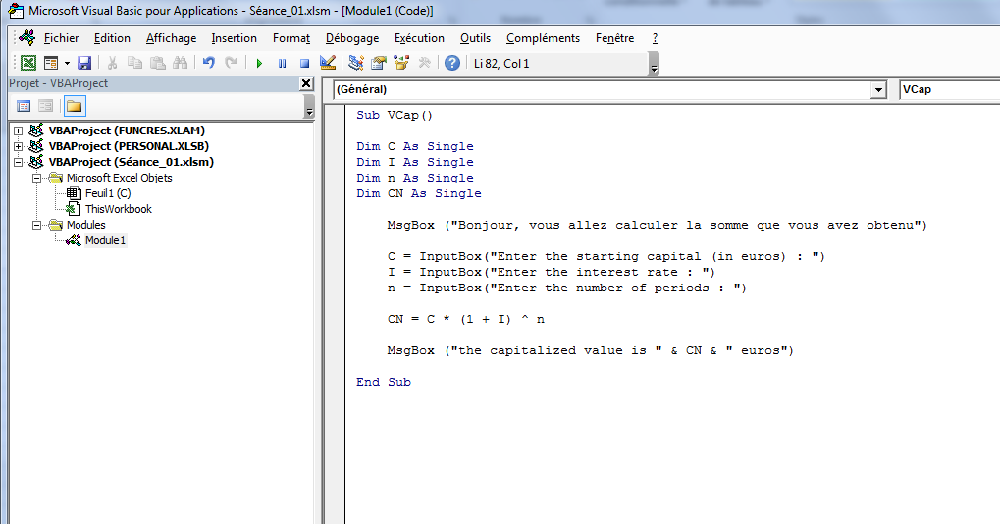 Microsoft Visual Basic pour Applications - Séance_01.xlsm - [Module1 (Code)]
Fichier Edition Affichage Insertion Format Débogage Exécution Outils Compléments Fenêtre ?
Li 82, Col 1
Projet - VBAProject
(Général)
VCap
VBAProject (FUNCRES.XLAM)
VBAProject (PERSONAL.XLSB)
VBAProject (Séance_01.xlsm)
Microsoft Excel Objets
Feuil1 (C)
ThisWorkbook
Modules
Module1
Sub VCap()
Dim C As Single
Dim I As Single
Dim n As Single
Dim CN As Single
MsgBox ("Bonjour, vous allez calculer la somme que vous avez obtenu")
C = InputBox("Enter the starting capital (in euros) : ")
I = InputBox("Enter the interest rate : ")
n = InputBox("Enter the number of periods : ")
CN = C * (1 + I) ^ n
MsgBox ("the capitalized value is " & CN & " euros")
End Sub